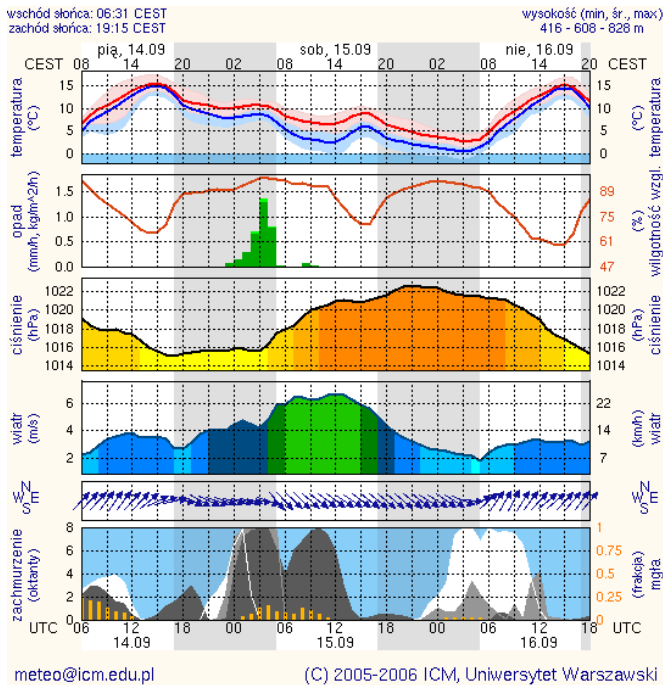 wschód słońca: 06:31 CEST
zachód słońca: 19:15 CEST
wysokość (min, śr., max)
416 - 608 - 828 m
pią, 14.09 sob, 15.09 nie, 16.09
CEST 08 14 20 02 08 14 20 02 08 14 20 CEST
temperatura
(°C)
15
10
5
0
15
10
5
0
temperatura
(°C)
opad
(mm/h, kg/m^2/h)
1.5
1.0
0.5
0.0
89
75
61
47
(%)
wilgotność wzgl.
ciśnienie
(hPa)
1022
1020
1018
1016
1014
1022
1020
1018
1016
1014
ciśnienie
(hPa)
wiatr
(m/s)
6
4
2
22
14
7
(km/h)
wiatr
N
W E
S
N
W E
S
zachmurzenie
(oktanty)
8
6
4
2
0
1
0.75
0.5
0.25
0
(frakcja)
mgła
UTC 06 12 18 00 06 12 18 00 06 12 18 UTC
14.09 15.09 16.09
meteo@icm.edu.pl (C) 2005-2006 ICM, Uniwersytet Warszawski